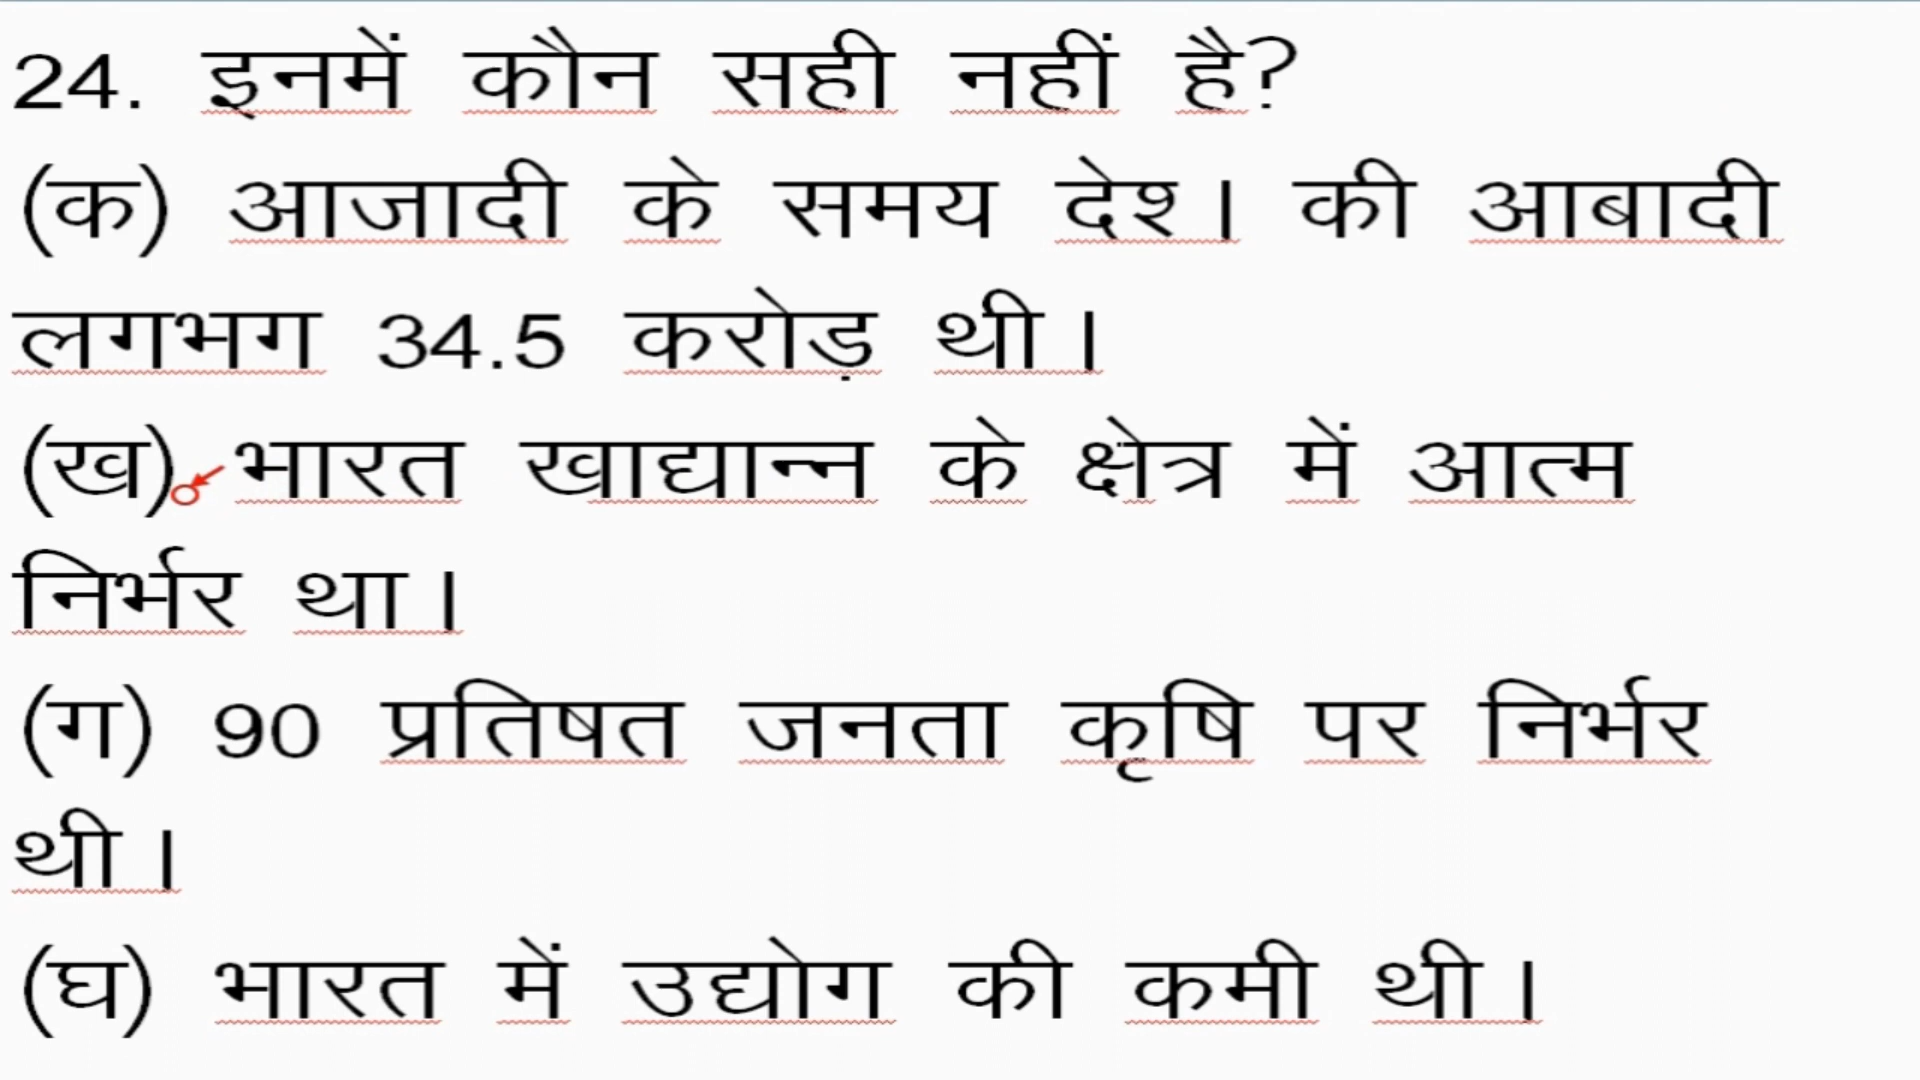 24. इनमें कौन सही नहीं है?
(क) आजादी के समय देश। की आबादी
लगभग 34.5 करोड़ थी।
(ख) भारत खाद्यान्न के क्षेत्र में आत्म
निर्भर था।
(ग) 90 प्रतिषत जनता कृषि पर निर्भर
थी।
(घ) भारत में उद्योग की कमी थी।